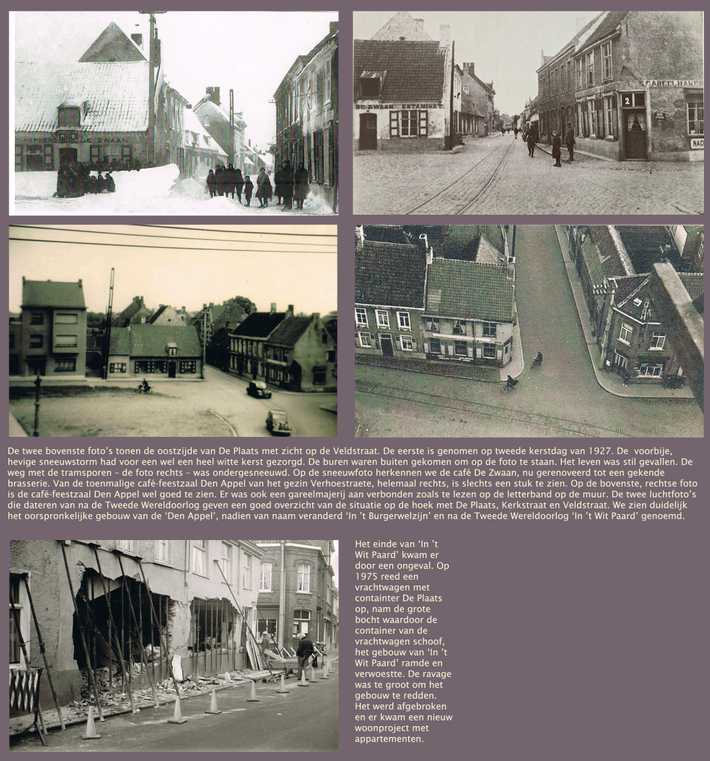 DE ZWAAN ESTAMINET
GAREELMAKER
2
De twee bovenste foto's tonen de oostzijde van De Plaats met zicht op de Veldstraat. De eerste is genomen op tweede kerstdag van 1927. De voorbije,
hevige sneeuwstorm had voor een wel een heel witte kerst gezorgd. De buren waren buiten gekomen om op de foto te staan. Het leven was stil gevallen. De
weg met de tramsporen – de foto rechts – was ondergesneeuwd. Op de sneeuwfoto herkennen we de café De Zwaan, nu gerenoveerd tot een gekende
brasserie. Van de toenmalige café-feestzaal Den Appel van het gezin Verhoestraete, helemaal rechts, is slechts een stuk te zien. Op de bovenste, rechtse foto
is de café-feestzaal Den Appel wel goed te zien. Er was ook een gareelmajerij aan verbonden zoals te lezen op de letterband op de muur. De twee luchtfoto's
die dateren van na de Tweede Wereldoorlog geven een goed overzicht van de situatie op de hoek met De Plaats, Kerkstraat en Veldstraat. We zien duidelijk
het oorspronkelijke gebouw van de 'Den Appel', nadien van naam veranderd 'In 't Burgerwelzijn' en na de Tweede Wereldoorlog 'In 't Wit Paard' genoemd.
Het einde van 'In 't
Wit Paard' kwam er
door een ongeval. Op
1975 reed een
vrachtwagen met
containter De Plaats
op, nam de grote
bocht waardoor de
container van de
vrachtwagen schoof,
het gebouw van 'In 't
Wit Paard' ramde en
verwoestte. De ravage
was te groot om het
gebouw te redden.
Het werd afgebroken
en er kwam een nieuw
woonproject met
appartementen.